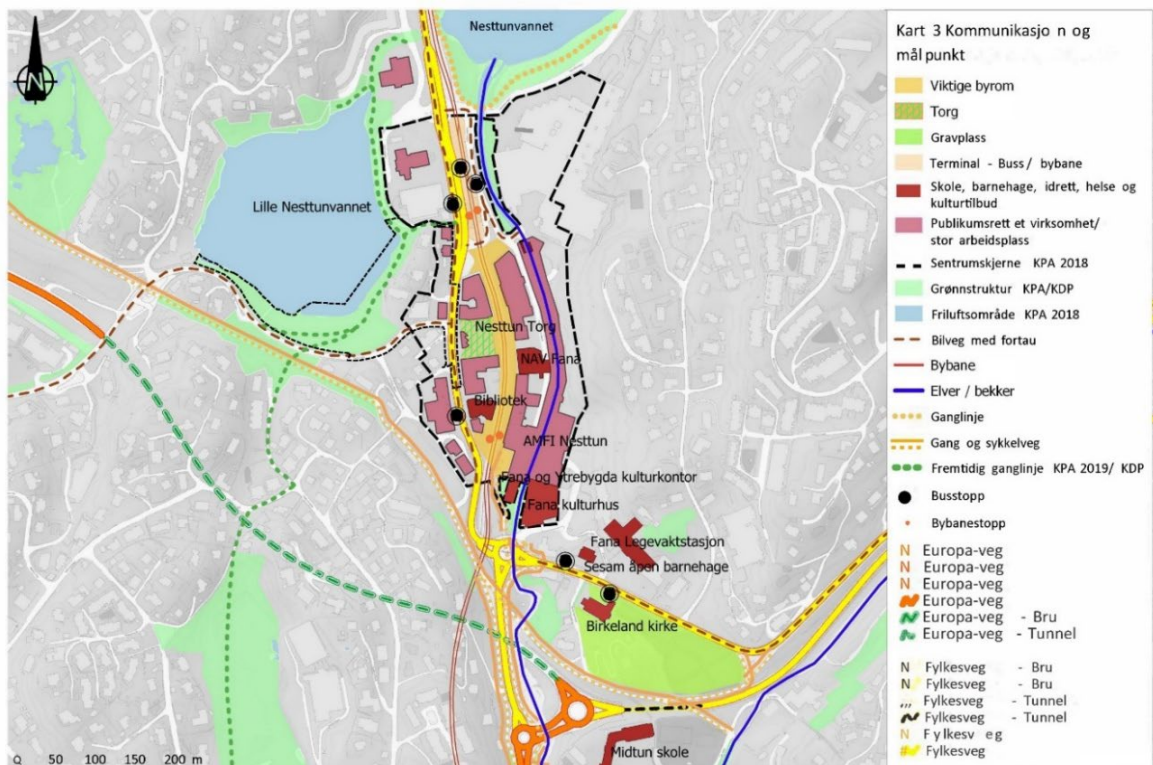 Nesttunvannet
N
Lille Nesttunvannet
Nesttun Torg
NAV Fana
Bibliotek
AMFI Nesttun
Fana og Ytrebygda kulturkontor
Fana kulturhus
Fana Legevaktstasjon
Sesam åpen barnehage
Birkeland kirke
Midtun skole
0 50 100 150 200 m
Kart 3 Kommunikasjo n og
mål punkt
Viktige byrom
Torg
Gravplass
Terminal - Buss/ bybane
Skole, barnehage, idrett, helse og
kulturtilbud
Publikumsrett et virksomhet/
stor arbeidsplass
Sentrumskjerne KPA 2018
Grønnstruktur KPA/KDP
Friluftsområde KPA 2018
Bilveg med fortau
Bybane
Elver / bekker
Ganglinje
Gang og sykkelveg
Fremtidig ganglinje KPA 2019/ KDP
Busstopp
Bybanestopp
N Europa-veg
N Europa-veg
N Europa-veg
Europa-veg
Europa-veg - Bru
Europa-veg - Tunnel
N Fylkesveg - Bru
N Fylkesveg - Bru
Fylkesveg - Tunnel
Fylkesveg - Tunnel
N Fylkesv eg
Fylkesveg